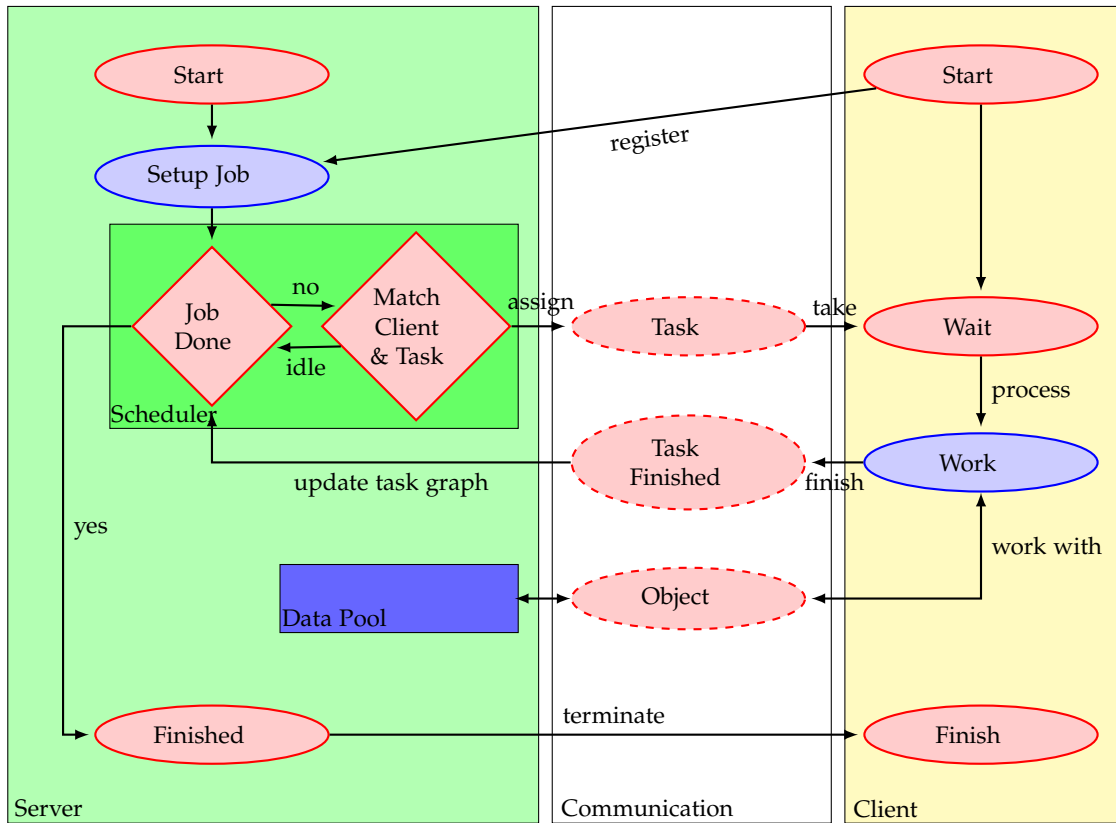 Start
Start
register
Setup Job
no
Job
Done
Match
Client
& Task
assign
Task
take
Wait
idle
Scheduler
process
Task
Finished
Work
update task graph
finish
yes
work with
Object
Data Pool
terminate
Finished
Finish
Server
Communication
Client